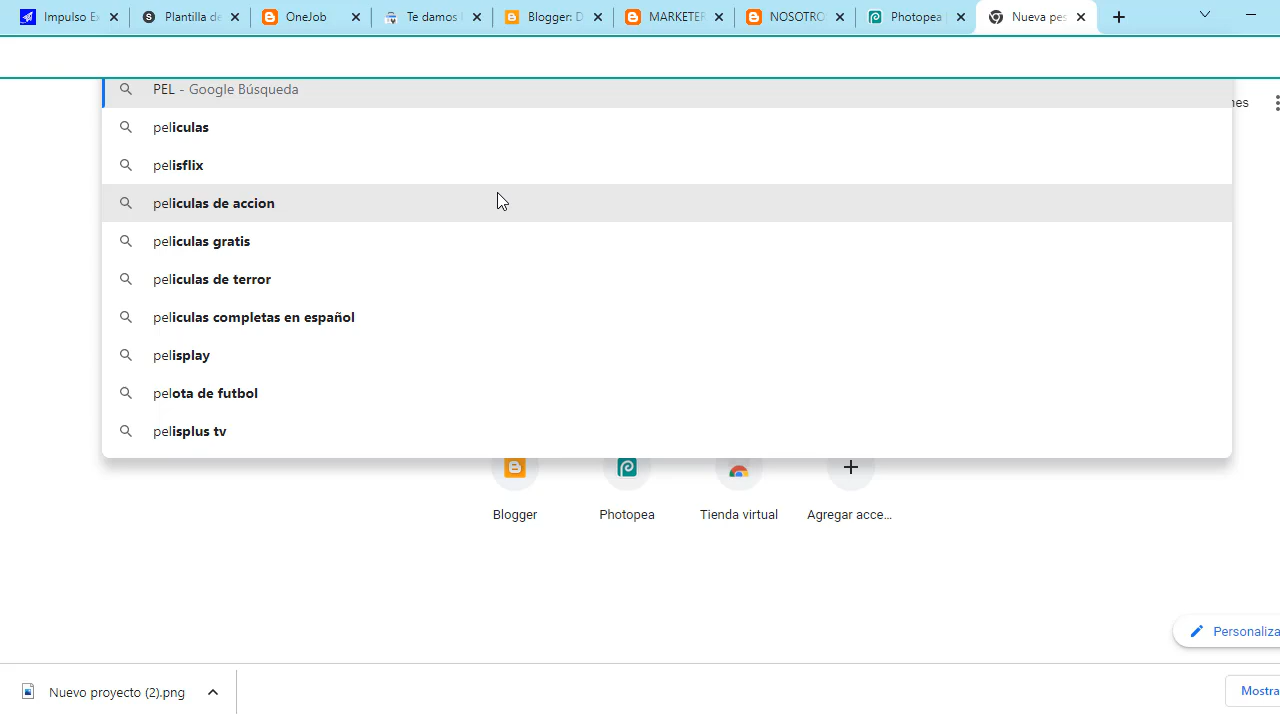 Impulso E
Plantilla de
OneJob
Te damos
Blogger: D
MARKETER
NOSOTRO
Photopea
Nueva pes
PEL - Google Búsqueda
nes
peliculas
pelisflix
peliculas de accion
peliculas gratis
peliculas de terror
peliculas completas en español
pelisplay
pelota de futbol
pelisplus tv
Blogger
Photopea
Tienda virtual
Agregar acce...
Personaliza
Nuevo proyecto (2).png
Mostra